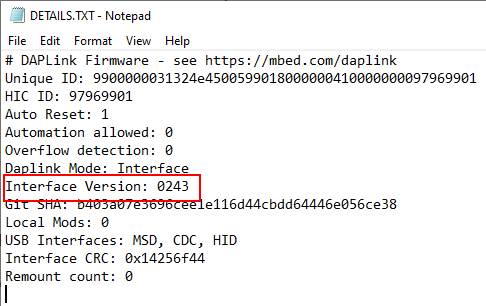 DETAILS.TXT - Notepad
File Edit Format View Help
# DAPLink Firmware - see https://mbed.com/daplink
Unique ID: 9900000031324e45005990180000004100000000097969901
HIC ID: 97969901
Auto Reset: 1
Automation allowed: 0
Overflow detection: 0
Daplink Mode: Interface
Interface Version: 0243
Git SHA: b403a07e3696cee1e116d44cbdd64446e056ce38
Local Mods: 0
USB Interfaces: MSD, CDC, HID
Interface CRC: 0x14256f44
Remount count: 0